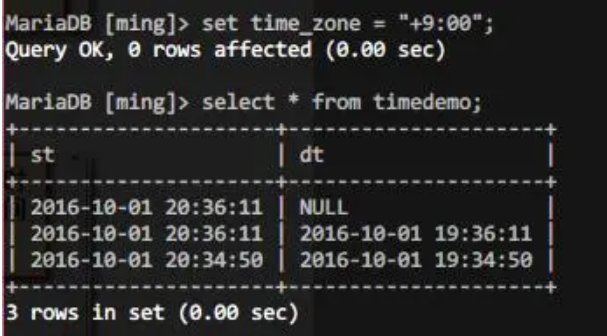 MariaDB [ming]> set time_zone = "+9:00";
Query OK, 0 rows affected (0.00 sec)
MariaDB [ming]> select * from timedemo;
+---------------------+---------------------+
| st                  | dt                  |
+---------------------+---------------------+
| 2016-10-01 20:36:11 | NULL                |
| 2016-10-01 20:36:11 | 2016-10-01 19:36:11 |
| 2016-10-01 20:34:50 | 2016-10-01 19:34:50 |
+---------------------+---------------------+
3 rows in set (0.00 sec)